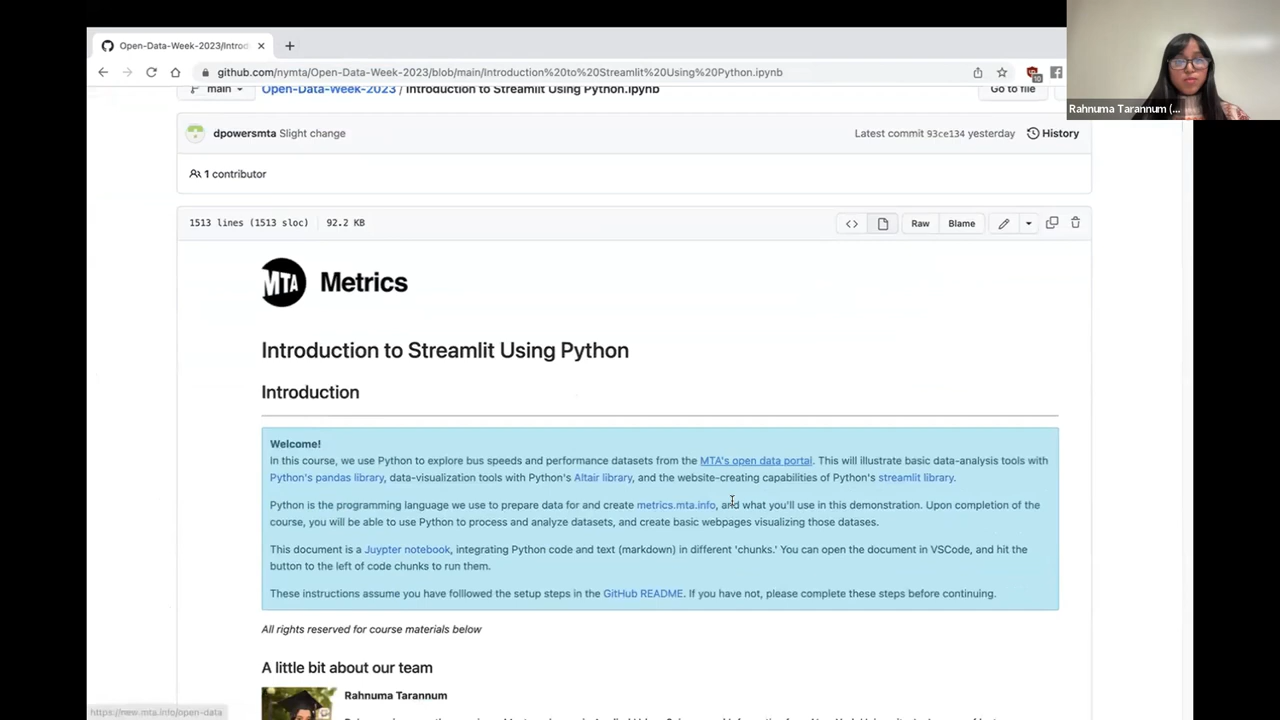 Open-Data-Week-2023/Introd
github.com/nymta/Open-Data-Week-2023/blob/main/Introduction%20to%20Streamlit%20Using%20Python.ipynb
10
Rahnuma Tarannum (...
main
Open-Data-Week-2023 / Introduction to Streamlit Using Python.ipynb
Go to file
dpowersmta Slight change
Latest commit 93ce134 yesterday
History
1 contributor
1513 lines (1513 sloc) 92.2 KB
Raw
Blame
MTA Metrics
Introduction to Streamlit Using Python
Introduction
Welcome!
In this course, we use Python to explore bus speeds and performance datasets from the MTA's open data portal. This will illustrate basic data-analysis tools with
Python's pandas library, data-visualization tools with Python's Altair library, and the website-creating capabilities of Python's streamlit library.
Python is the programming language we use to prepare data for and create metrics.mta.info, and what you'll use in this demonstration. Upon completion of the
course, you will be able to use Python to process and analyze datasets, and create basic webpages visualizing those datases.
This document is a Juypter notebook, integrating Python code and text (markdown) in different 'chunks.' You can open the document in VSCode, and hit the
button to the left of code chunks to run them.
These instructions assume you have folllowed the setup steps in the GitHub README. If you have not, please complete these steps before continuing.
All rights reserved for course materials below
A little bit about our team
Rahnuma Tarannum
https://new.mta.info/open-data